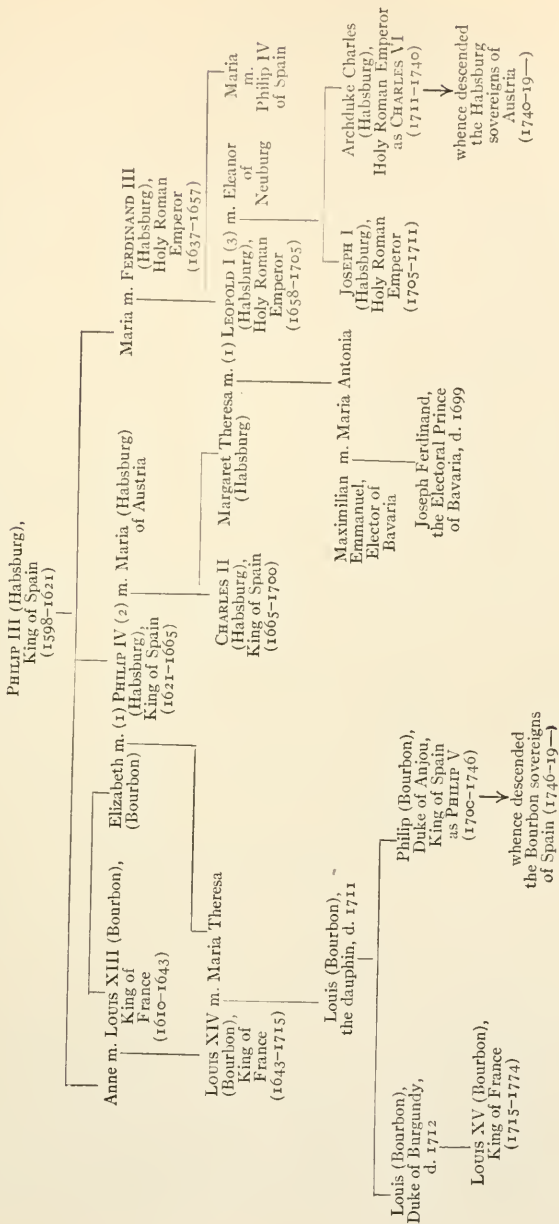 PHILIP III (Habsburg),
King of Spain
(1598–1621)
Anne m. LOUIS XIII (Bourbon),
King of
France
(1610–1643)
Elizabeth m. (1) PHILIP IV (2) m. Maria (Habsburg)
(Bourbon)
(Habsburg),
of Austria
King of Spain
(1621–1665)
Maria m. FERDINAND III
(Habsburg),
Holy Roman
Emperor
(1637–1657)
LOUIS XIV m. Maria Theresa
(Bourbon),
King of
France
(1643–1715)
CHARLES II
(Habsburg),
King of Spain
(1665–1700)
Margaret Theresa m. (1) LEOPOLD I (3) m. Eleanor
(Habsburg)
(Habsburg),
of
Holy Roman
Neuburg
Emperor
(1658–1705)
Maria
m.
Philip IV
of Spain
Louis (Bourbon),
the dauphin, d. 1711
Maximilian m. Maria Antonia
Emmanuel,
Elector of
Bavaria
JOSEPH I
(Habsburg),
Holy Roman
Emperor
(1705–1711)
Archduke Charles
(Habsburg),
Holy Roman Emperor
as CHARLES VI
(1711–1740)
Louis (Bourbon),
Duke of Burgundy,
d. 1712
Philip (Bourbon),
Duke of Anjou,
King of Spain
as PHILIP V
(1700–1746)
Joseph Ferdinand,
the Electoral Prince
of Bavaria, d. 1699
whence descended
the Habsburg
sovereigns of
Austria
(1740–19—)
LOUIS XV (Bourbon),
King of France
(1715–1774)
whence descended
the Bourbon sovereigns
of Spain (1746–19—)